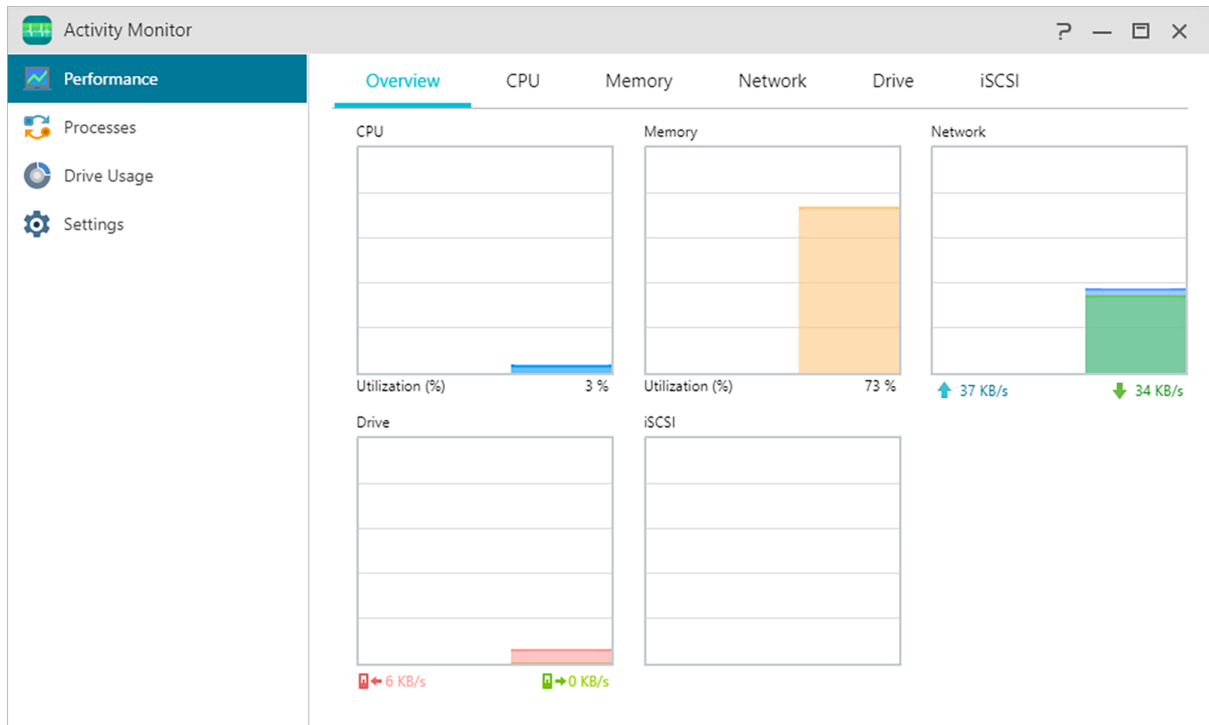 Activity Monitor
Performance
Processes
Drive Usage
Settings
Overview CPU Memory Network Drive iSCSI
CPU
Utilization (%) 3 %
Memory
Utilization (%) 73 %
Network
37 KB/s 34 KB/s
Drive
6 KB/s 0 KB/s
iSCSI